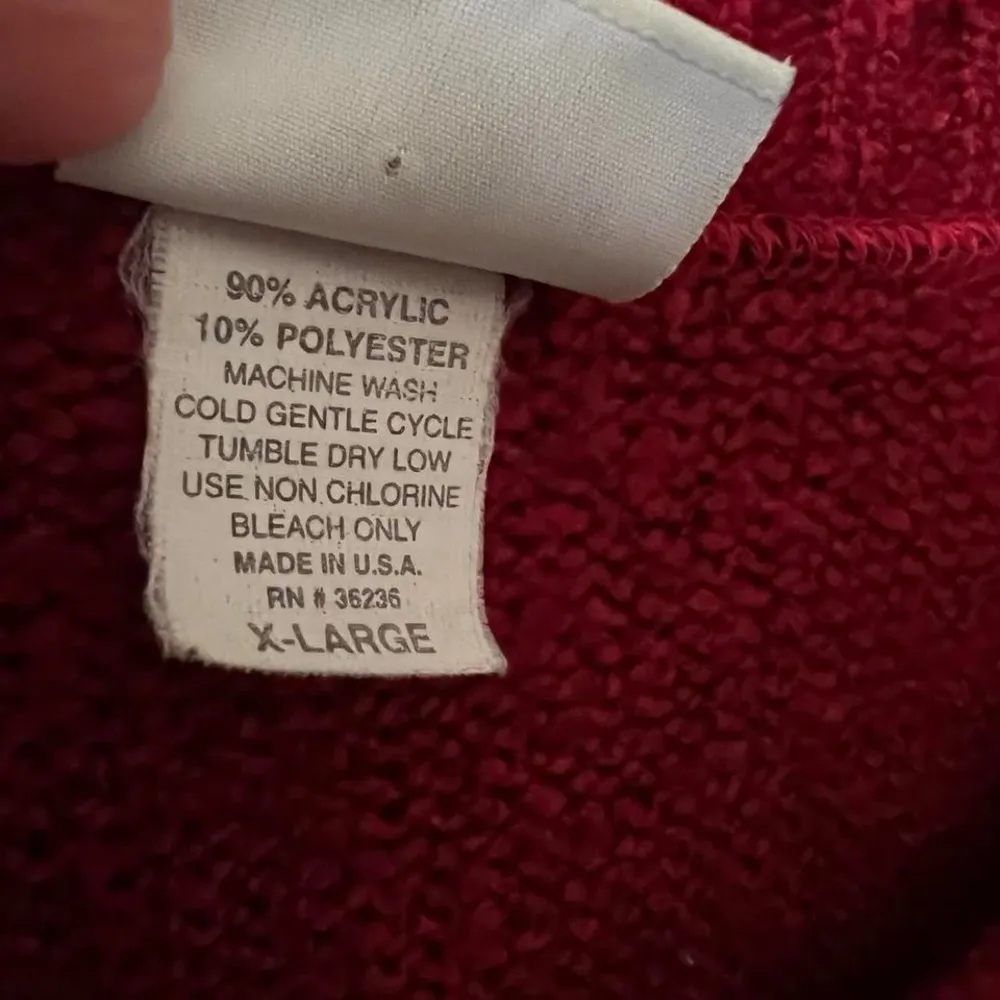 90% ACRYLIC
10% POLYESTER
MACHINE WASH
COLD GENTLE CYCLE
TUMBLE DRY LOW
USE NON CHLORINE
BLEACH ONLY
MADE IN U.S.A.
RN # 36236
X-LARGE